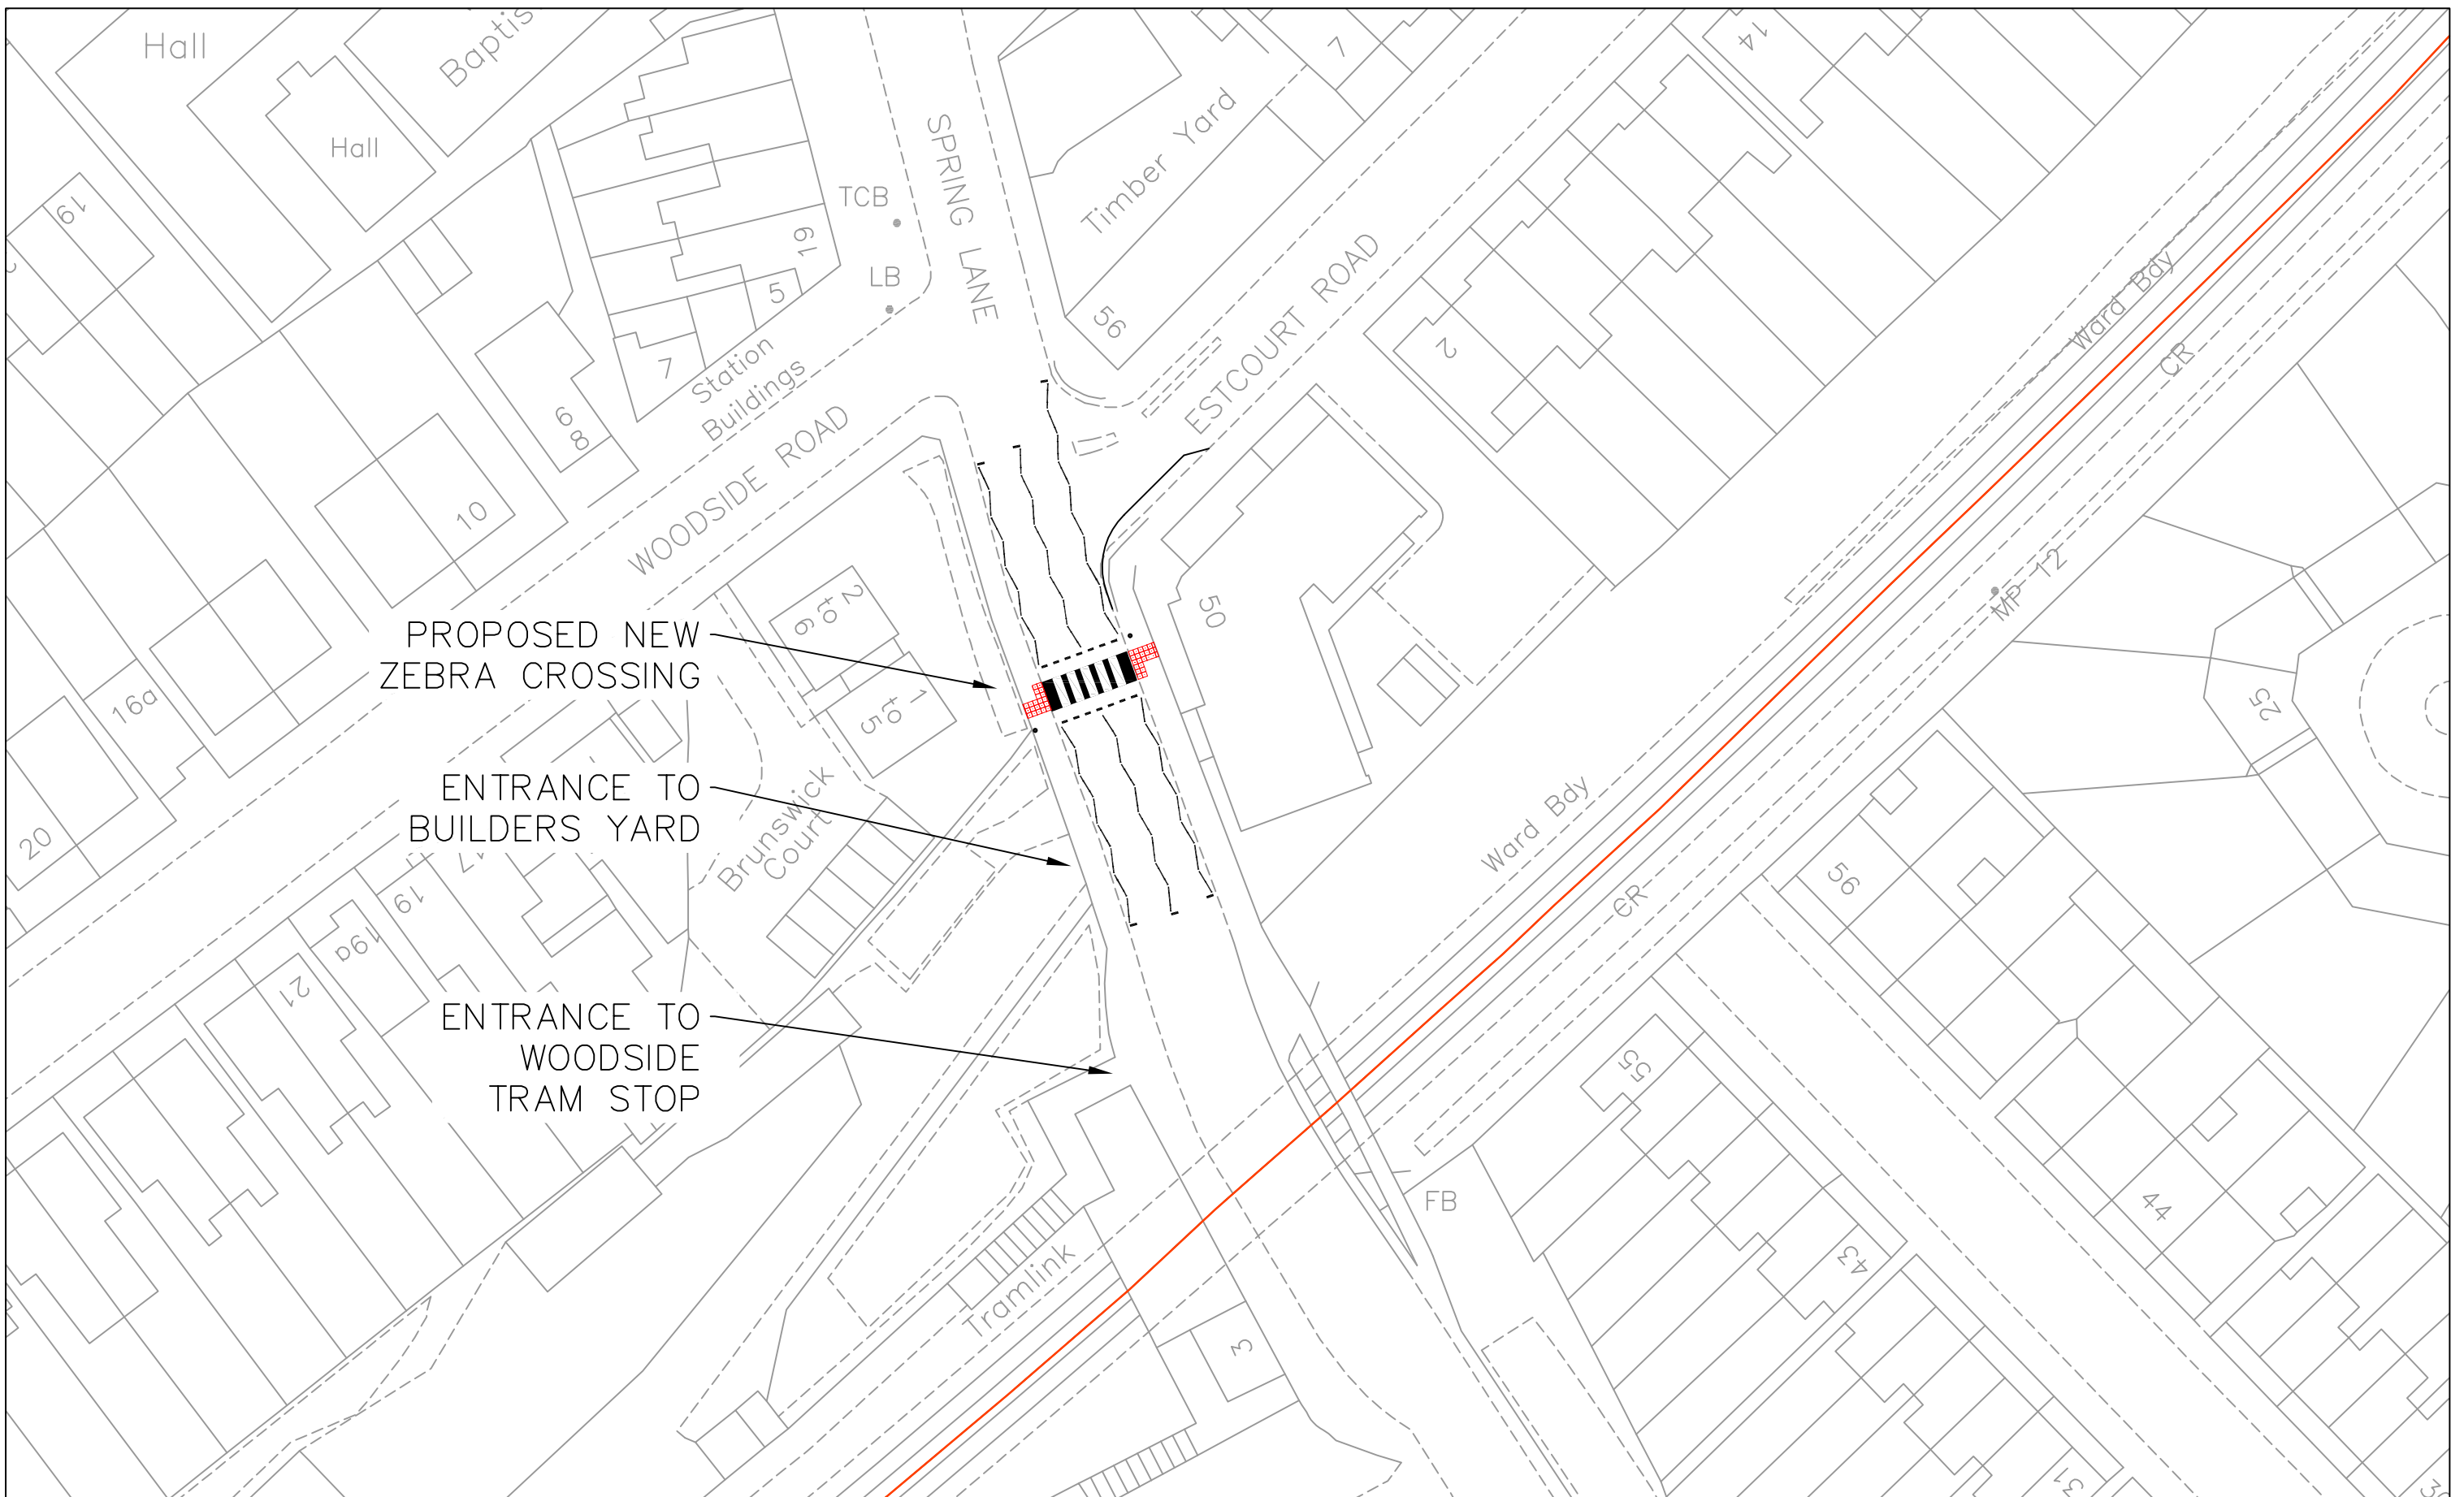 Hall
Baptis
Hall
7
14
Timber Yard
SPRING LANE
TCB
LB
19
61
5
7
Station
Buildings
56
ESTCOURT ROAD
2
Ward Bdy
CR
WOODSIDE ROAD
6
8
10
2
to
6
1
to
5
50
MP 12
25
PROPOSED NEW
ZEBRA CROSSING
16a
20
ENTRANCE TO
BUILDERS YARD
Brunswick
Court
17
19
19a
21
Ward Bdy
CR
56
ENTRANCE TO
WOODSIDE
TRAM STOP
55
FB
44
43
Tramlink
3
31